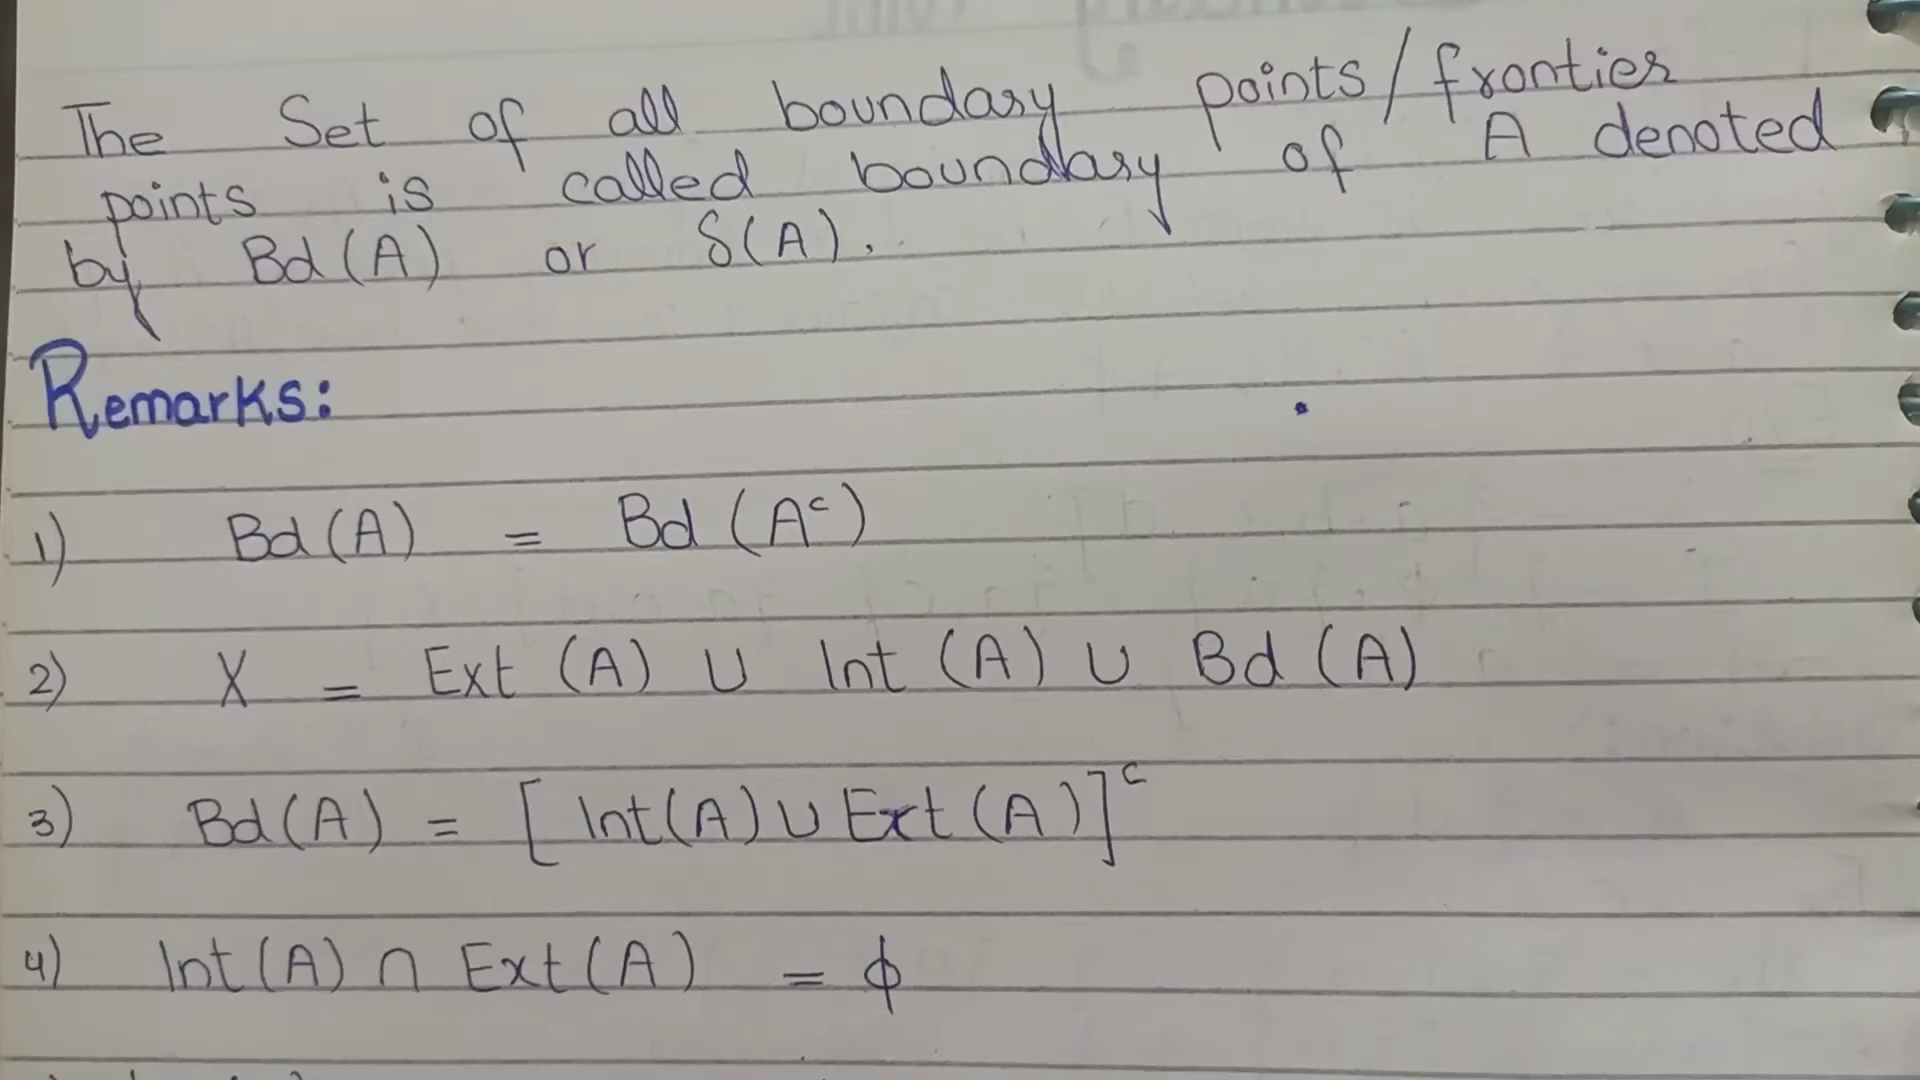 The Set of all boundary points/frontier
points is called boundary of A denoted
by Bd(A) or δ(A).
Remarks:
1) Bd(A) = Bd(Aᶜ)
2) X = Ext (A) ∪ Int (A) ∪ Bd (A)
3) Bd(A) = [Int(A) ∪ Ext(A)]ᶜ
4) Int(A) ∩ Ext(A) = ϕ